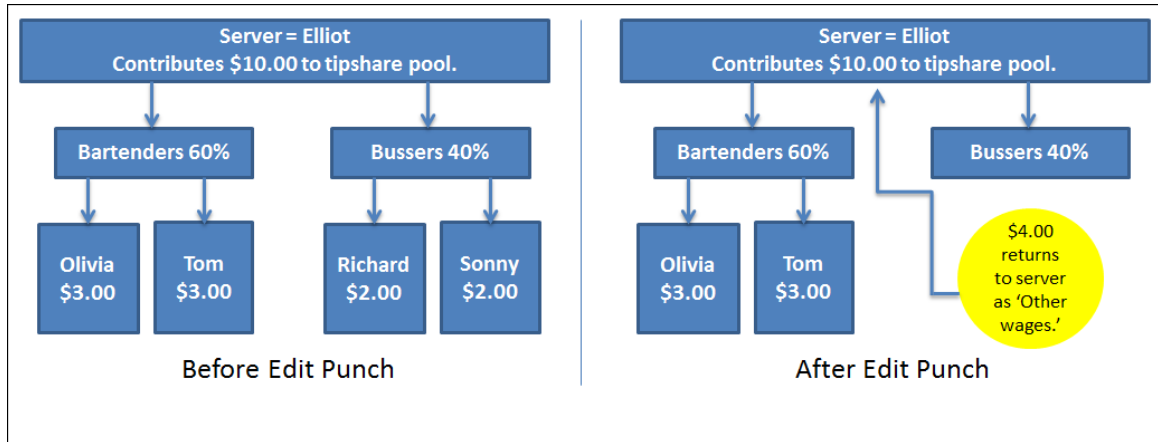 Server = Elliot
Contributes $10.00 to tipshare pool.
Bartenders 60%
Bussers 40%
Olivia
$3.00
Tom
$3.00
Richard
$2.00
Sonny
$2.00
Before Edit Punch
Server = Elliot
Contributes $10.00 to tipshare pool.
Bartenders 60%
Bussers 40%
Olivia
$3.00
Tom
$3.00
$4.00
returns
to server
as ‘Other
wages.’
After Edit Punch